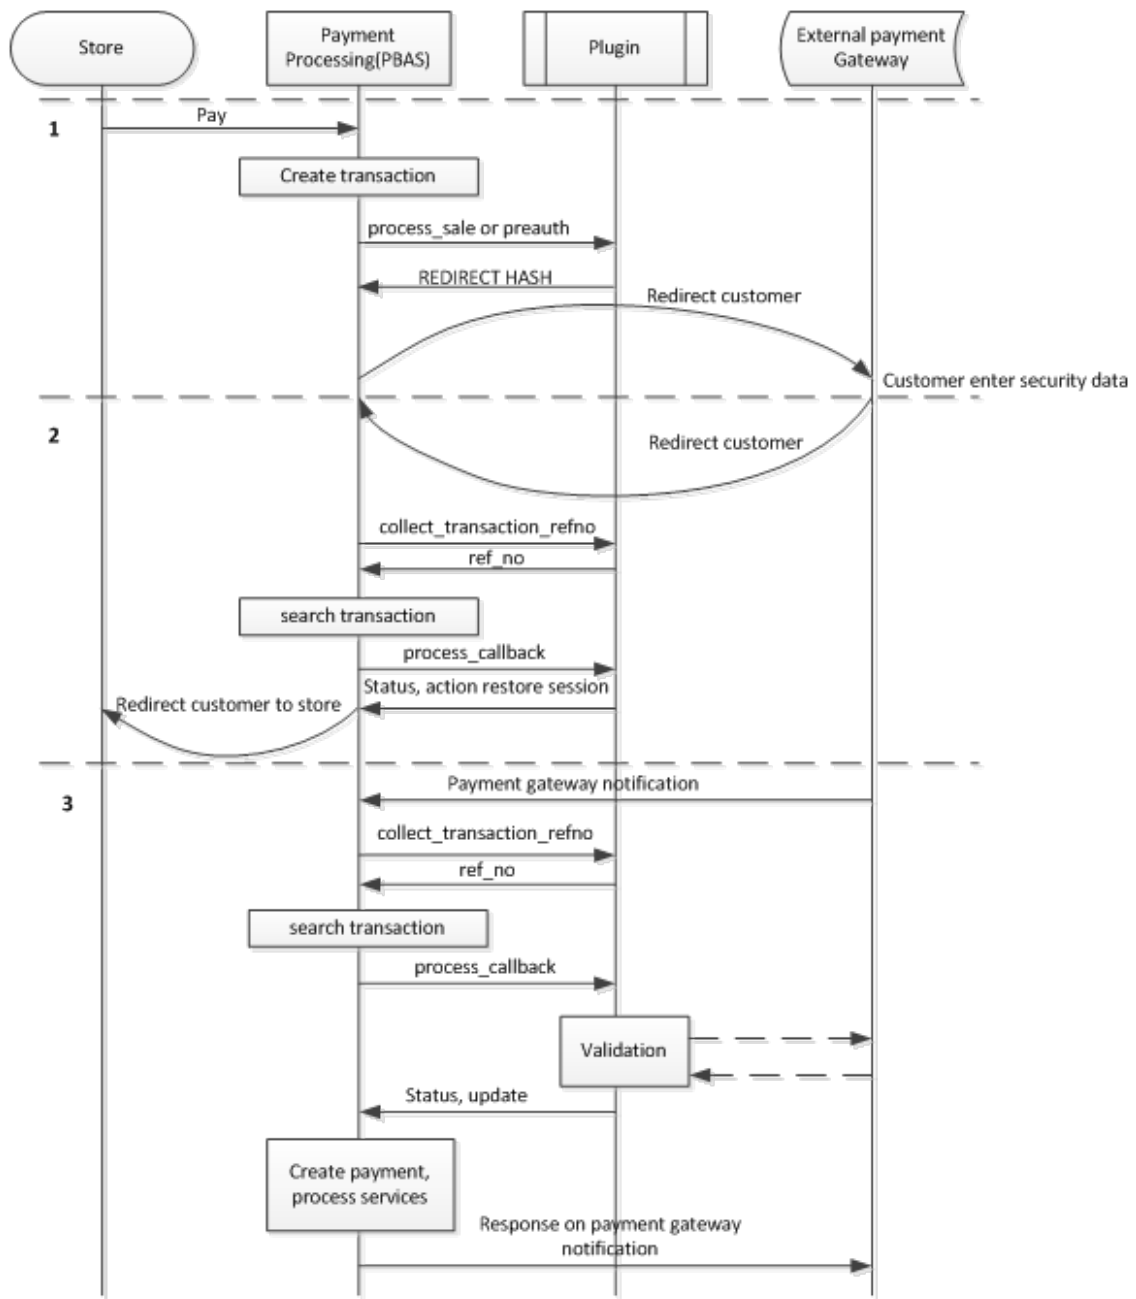 Store
Payment
Processing(PBAS)
Plugin
External payment
Gateway
1
Pay
Create transaction
process_sale or preauth
REDIRECT HASH
Redirect customer
Customer enter security data
2
Redirect customer
collect_transaction_refno
ref_no
search transaction
process_callback
Status, action restore session
Redirect customer to store
3
Payment gateway notification
collect_transaction_refno
ref_no
search transaction
process_callback
Validation
Status, update
Create payment,
process services
Response on payment gateway
notification